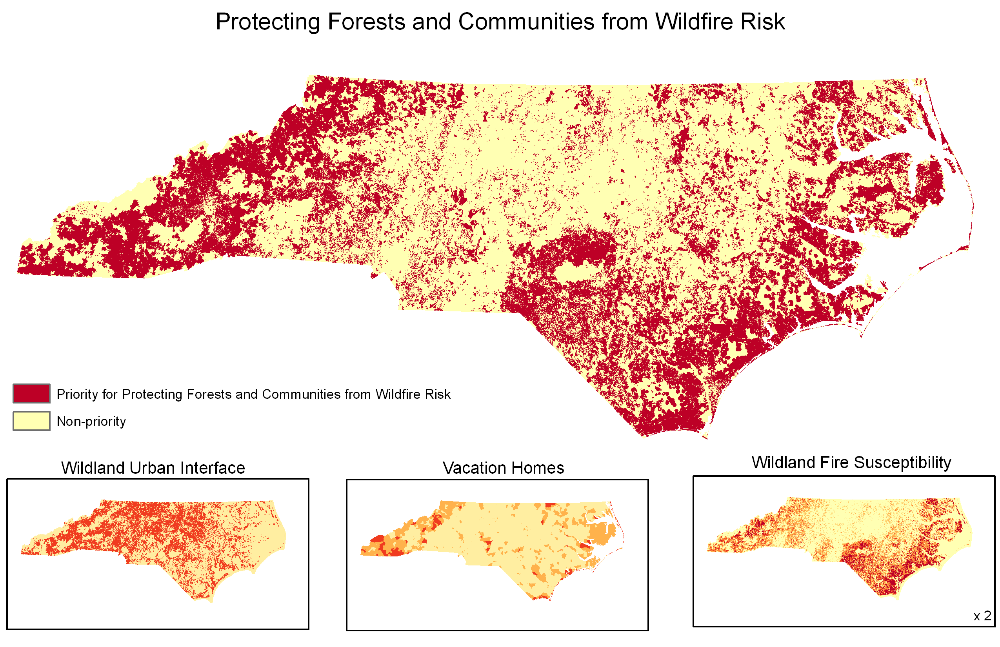 Protecting Forests and Communities from Wildfire Risk
Priority for Protecting Forests and Communities from Wildfire Risk
Non-priority
Wildland Urban Interface
Vacation Homes
Wildland Fire Susceptibility
x 2